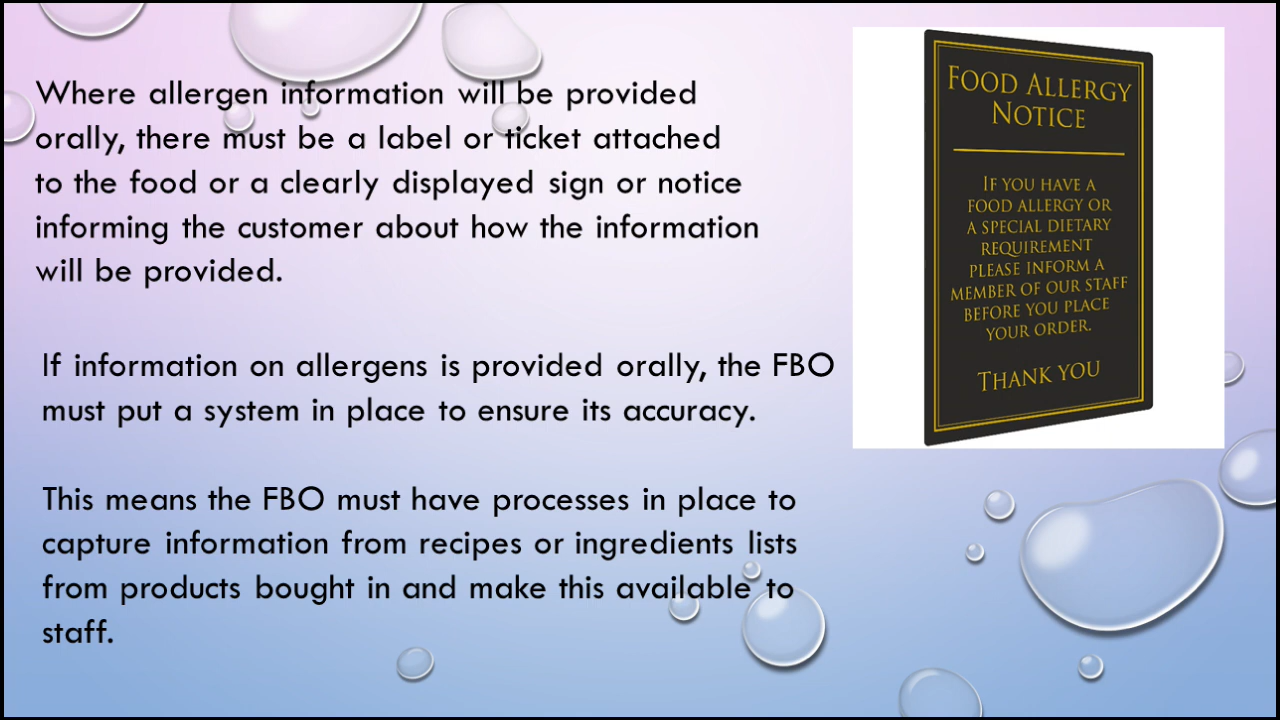 Where allergen information will be provided
orally, there must be a label or ticket attached
to the food or a clearly displayed sign or notice
informing the customer about how the information
will be provided.
If information on allergens is provided orally, the FBO
must put a system in place to ensure its accuracy.
This means the FBO must have processes in place to
capture information from recipes or ingredients lists
from products bought in and make this available to
staff.
FOOD ALLERGY
NOTICE
IF YOU HAVE A
FOOD ALLERGY OR
A SPECIAL DIETARY
REQUIREMENT
PLEASE INFORM A
MEMBER OF OUR STAFF
BEFORE YOU PLACE
YOUR ORDER.
THANK YOU